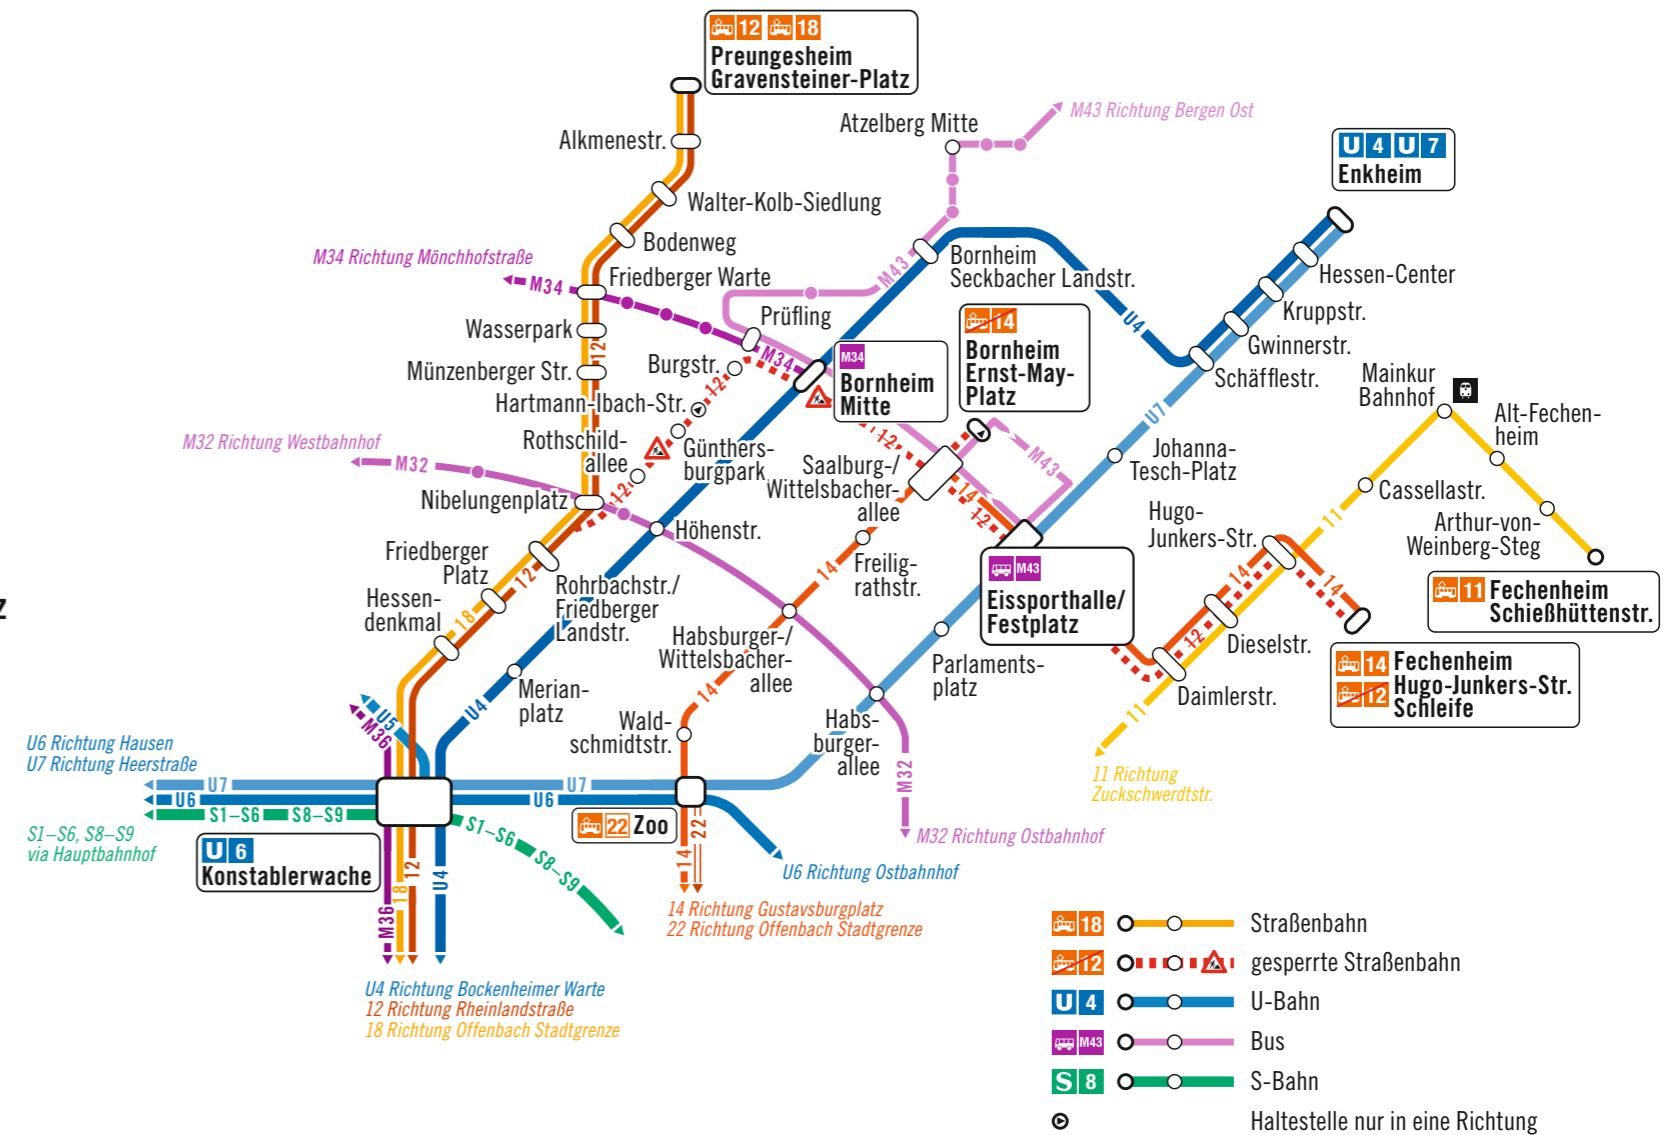 12 18
Preungesheim
Gravensteiner-Platz
Alkmenestr.
Walter-Kolb-Siedlung
Bodenweg
M34 Richtung Mönchhofstraße
M34
Friedberger Warte
Wasserpark
12
Münzenberger Str.
Hartmann-Ibach-Str.
Rothschild-
allee
M32 Richtung Westbahnhof
M32
Nibelungenplatz
12
Burgstr.
12
Günthers-
burgpark
Prüfling
M34
M43
Atzelberg Mitte
M43 Richtung Bergen Ost
Bornheim
Seckbacher Landstr.
U4
U 4 U 7
Enkheim
Hessen-Center
Kruppstr.
Gwinnerstr.
Schäfflestr.
U7
M34
Bornheim
Mitte
14
Bornheim
Ernst-May-
Platz
12
M43
Saalburg-/
Wittelsbacher-
allee
14
12
Johanna-
Tesch-Platz
Mainkur
Bahnhof
Alt-Fechen-
heim
Cassellastr.
Arthur-von-
Weinberg-Steg
11
Hugo-
Junkers-Str.
14
14
12
Dieselstr.
Daimlerstr.
11
11 Richtung
Zuckschwerdtstr.
11 Fechenheim
Schießhüttenstr.
14 Fechenheim
12 Hugo-Junkers-Str.
Schleife
M43
Eissporthalle/
Festplatz
Höhenstr.
Friedberger
Platz
12
Hessen-
denkmal
18
Rohrbachstr./
Friedberger
Landstr.
Freilig-
rathstr.
14
Habsburger-/
Wittelsbacher-
allee
14
Parlaments-
platz
Merian-
platz
U4
Wald-
schmidtstr.
Habs-
burger-
allee
M32
M32 Richtung Ostbahnhof
z
U5
M36
U6 Richtung Hausen
U7 Richtung Heerstraße
U7
U7
U6
U6
S1–S6 S8–S9
S1–S6 S8–S9
S1–S6, S8–S9
via Hauptbahnhof
U 6
Konstablerwache
22 Zoo
14
22
U6 Richtung Ostbahnhof
14 Richtung Gustavsburgplatz
22 Richtung Offenbach Stadtgrenze
M36
18
12
U4
U4 Richtung Bockenheimer Warte
12 Richtung Rheinlandstraße
18 Richtung Offenbach Stadtgrenze
18 Straßenbahn
12 gesperrte Straßenbahn
U 4 U-Bahn
M43 Bus
S 8 S-Bahn
Haltestelle nur in eine Richtung